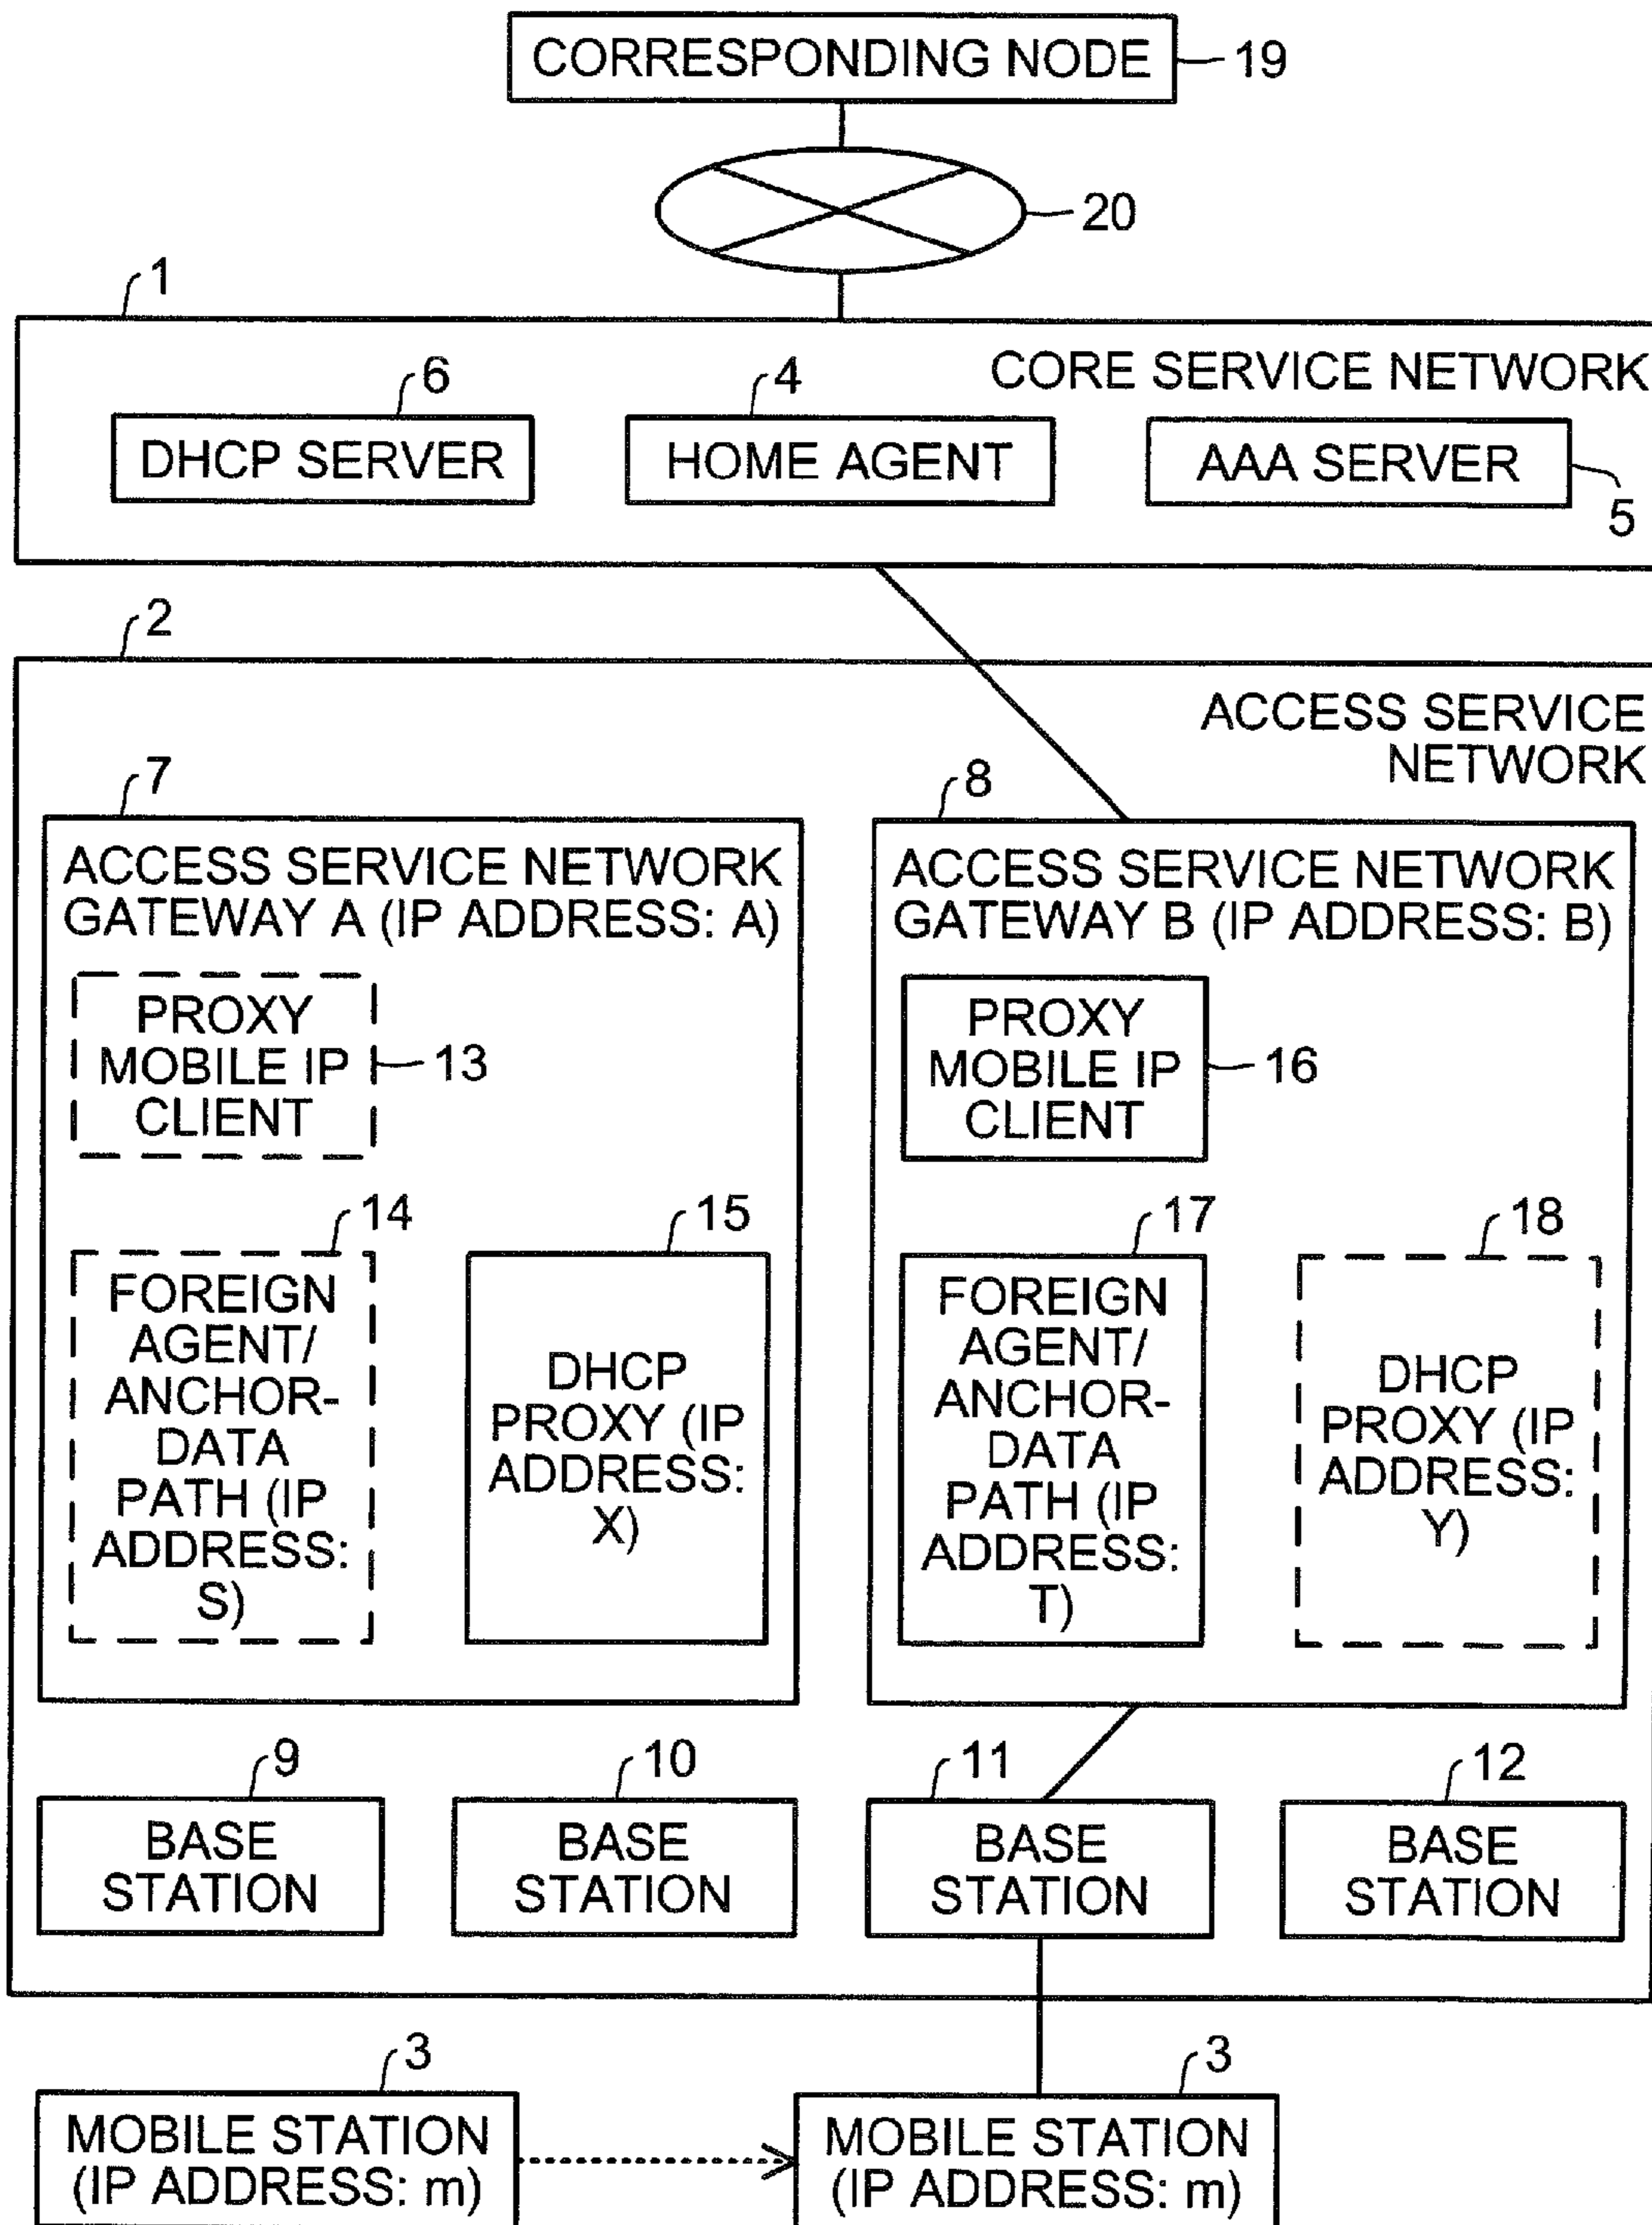 CORRESPONDING NODE
19
20
1
CORE SERVICE NETWORK
6
4
DHCP SERVER
HOME AGENT
AAA SERVER
5
2
ACCESS SERVICE
NETWORK
7
8
ACCESS SERVICE NETWORK
GATEWAY A (IP ADDRESS: A)
ACCESS SERVICE NETWORK
GATEWAY B (IP ADDRESS: B)
PROXY
MOBILE IP
CLIENT
13
PROXY
MOBILE IP
CLIENT
16
14
15
17
18
FOREIGN
AGENT/
ANCHOR-
DATA
PATH (IP
ADDRESS:
S)
DHCP
PROXY (IP
ADDRESS:
X)
FOREIGN
AGENT/
ANCHOR-
DATA
PATH (IP
ADDRESS:
T)
DHCP
PROXY (IP
ADDRESS:
Y)
9
10
11
12
BASE
STATION
BASE
STATION
BASE
STATION
BASE
STATION
3
3
MOBILE STATION
(IP ADDRESS: m)
MOBILE STATION
(IP ADDRESS: m)